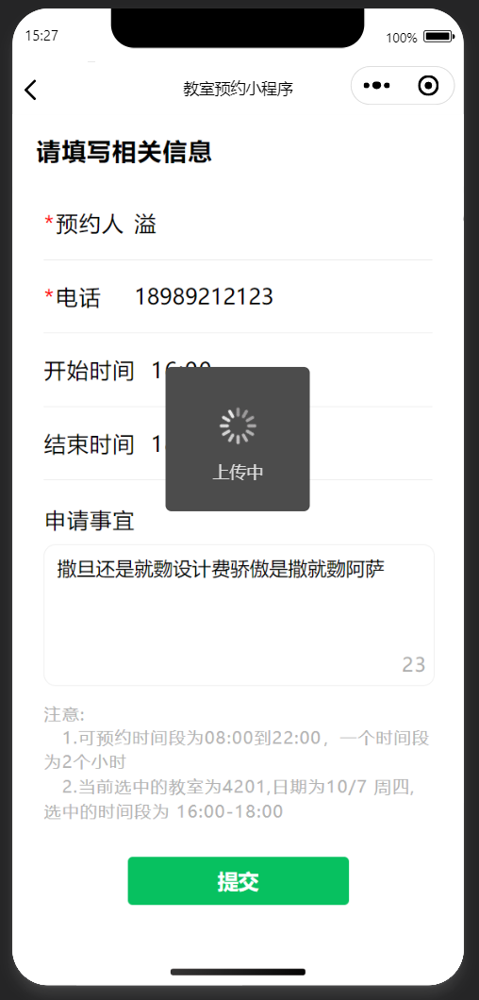 15:27
100%
教室预约小程序
请填写相关信息
*预约人 溢
*电话 18989212123
开始时间 16:00
结束时间 1
上传中
申请事宜
撒旦还是就覅设计费骄傲是撒就覅阿萨
23
注意:
1.可预约时间段为08:00到22:00，一个时间段
为2个小时
2.当前选中的教室为4201,日期为10/7 周四,
选中的时间段为 16:00-18:00
提交